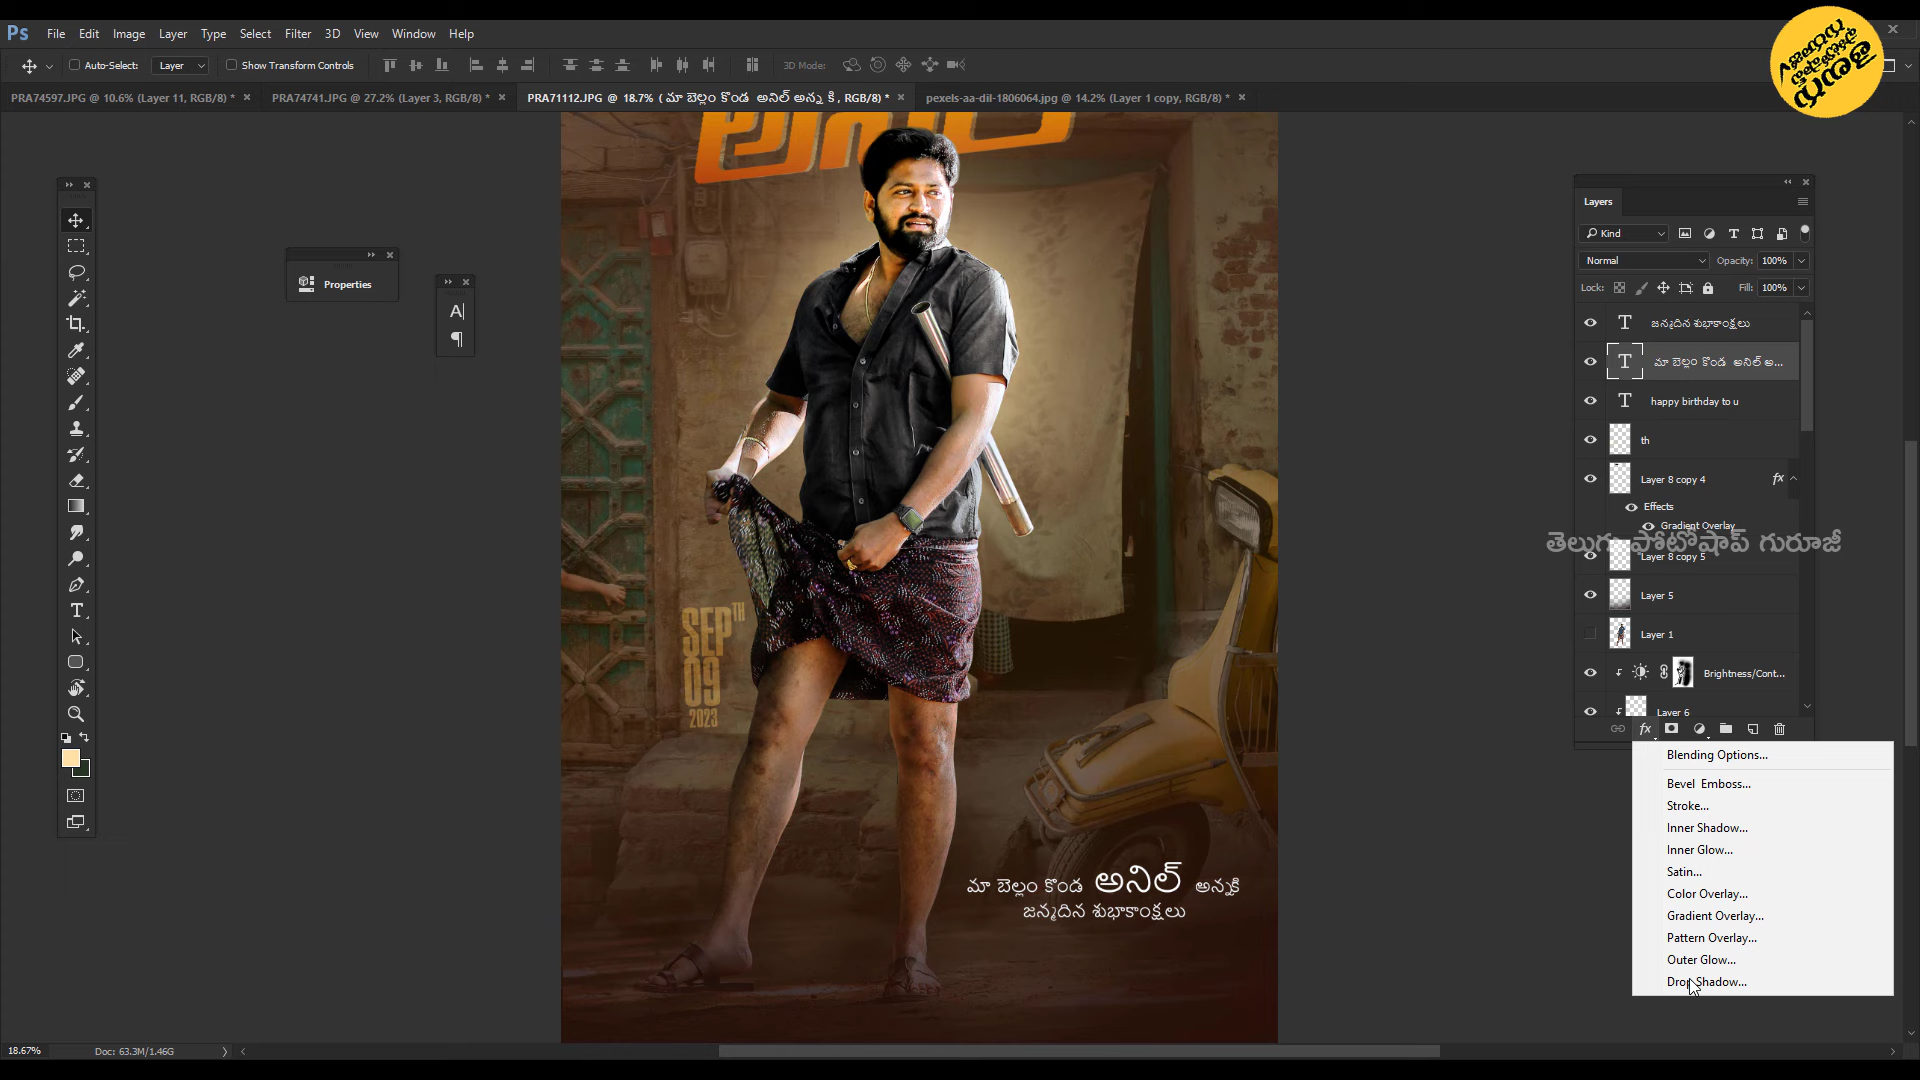 Ps File Edit Image Layer Type Select Filter 3D View Window Help
Auto-Select: Layer Show Transform Controls 3D Mode:
PRA74597.JPG @ 10.6% (Layer 11, RGB/8) * PRA74741.JPG @ 27.2% (Layer 3, RGB/8) * PRA71112.JPG @ 18.7% ( మా బెల్లం కొండ అనిల్ అన్న కి , RGB/8) * pexels-aa-dil-1806064.jpg @ 14.2% (Layer 1 copy, RGB/8) *
తెలుగు
అనిల్
Properties
Layers
Kind
Normal Opacity: 100%
Lock: Fill: 100%
జన్మదిన శుభాకాంక్షలు
మా బెల్లం కొండ అనిల్ అ...
happy birthday to u
th
Layer 8 copy 4 fx
Effects
Gradient Overlay
తెలుగు ఫోటోషాప్ గురూజీ
Layer 8 copy 5
Layer 5
Layer 1
Brightness/Cont...
Layer 6
fx
SEP TH
09
2023
మా బెల్లం కొండ అనిల్ అన్నకి
జన్మదిన శుభాకాంక్షలు
Blending Options...
Bevel Emboss...
Stroke...
Inner Shadow...
Inner Glow...
Satin...
Color Overlay...
Gradient Overlay...
Pattern Overlay...
Outer Glow...
Drop Shadow...
18.67% Doc: 63.3M/1.46G